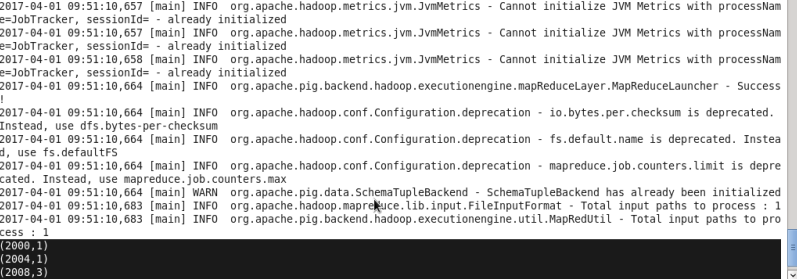 2017-04-01 09:51:10,657 [main] INFO  org.apache.hadoop.metrics.jvm.JvmMetrics - Cannot initialize JVM Metrics with processNam
e=JobTracker, sessionId= - already initialized
2017-04-01 09:51:10,657 [main] INFO  org.apache.hadoop.metrics.jvm.JvmMetrics - Cannot initialize JVM Metrics with processNam
e=JobTracker, sessionId= - already initialized
2017-04-01 09:51:10,658 [main] INFO  org.apache.hadoop.metrics.jvm.JvmMetrics - Cannot initialize JVM Metrics with processNam
e=JobTracker, sessionId= - already initialized
2017-04-01 09:51:10,664 [main] INFO  org.apache.pig.backend.hadoop.executionengine.mapReduceLayer.MapReduceLauncher - Success
!
2017-04-01 09:51:10,664 [main] INFO  org.apache.hadoop.conf.Configuration.deprecation - io.bytes.per.checksum is deprecated.
Instead, use dfs.bytes-per-checksum
2017-04-01 09:51:10,664 [main] INFO  org.apache.hadoop.conf.Configuration.deprecation - fs.default.name is deprecated. Instea
d, use fs.defaultFS
2017-04-01 09:51:10,664 [main] INFO  org.apache.hadoop.conf.Configuration.deprecation - mapreduce.job.counters.limit is depre
cated. Instead, use mapreduce.job.counters.max
2017-04-01 09:51:10,664 [main] WARN  org.apache.pig.data.SchemaTupleBackend - SchemaTupleBackend has already been initialized
2017-04-01 09:51:10,683 [main] INFO  org.apache.hadoop.mapreduce.lib.input.FileInputFormat - Total input paths to process : 1
2017-04-01 09:51:10,683 [main] INFO  org.apache.pig.backend.hadoop.executionengine.util.MapRedUtil - Total input paths to pro
cess : 1
(2000,1)
(2004,1)
(2008,3)